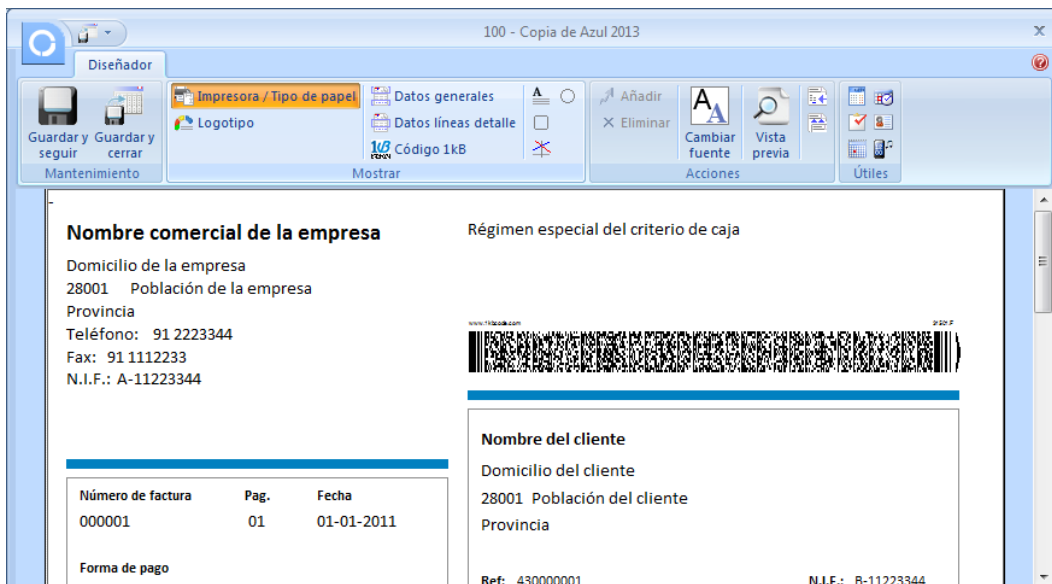 100 - Copia de Azul 2013
Diseñador
Guardar y seguir
Guardar y cerrar
Mantenimiento
Impresora / Tipo de papel
Logotipo
Datos generales
Datos líneas detalle
Código 1kB
Mostrar
Añadir
Eliminar
Cambiar fuente
Vista previa
Acciones
Útiles
Nombre comercial de la empresa
Régimen especial del criterio de caja
Domicilio de la empresa
28001 Población de la empresa
Provincia
Teléfono: 91 2223344
Fax: 91 1112233
N.I.F.: A-11223344
www.1kbcode.com
Nombre del cliente
Domicilio del cliente
28001 Población del cliente
Provincia
Ref: 430000001 N.I.F.: B-11223344
Número de factura Pag. Fecha
000001 01 01-01-2011
Forma de pago